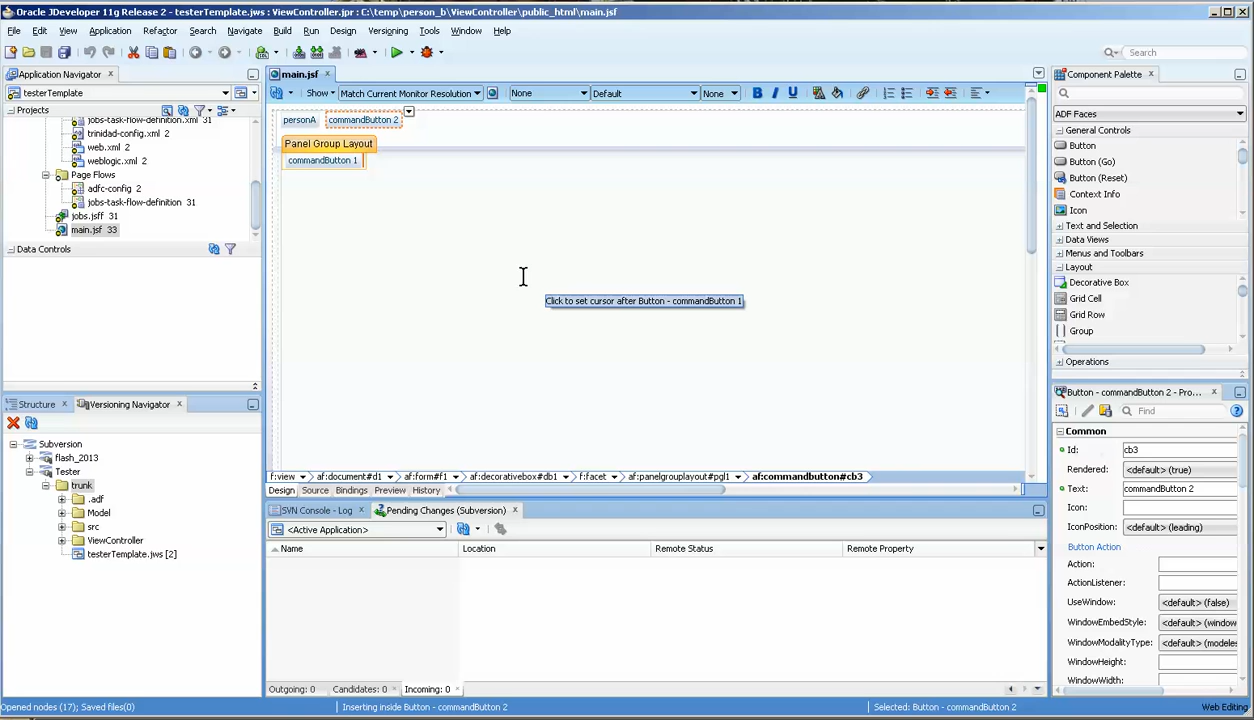 Oracle JDeveloper 11g Release 2 - testerTemplate.jws : ViewController.jpr : C:\temp\person_b\ViewController\public_html\main.jsf
File Edit View Application Refactor Search Navigate Build Run Design Versioning Tools Window Help
Search
Application Navigator
testerTemplate
Projects
jobs-task-flow-definition.xml 31
trinidad-config.xml 2
web.xml 2
weblogic.xml 2
Page Flows
adfc-config 2
jobs-task-flow-definition 31
jobs.jsff 31
main.jsf 33
Data Controls
Structure
Versioning Navigator
Subversion
flash_2013
Tester
trunk
.adf
Model
src
ViewController
testerTemplate.jws [2]
main.jsf
Show
Match Current Monitor Resolution
None
Default
None
B I U
personA
commandButton 2
Panel Group Layout
commandButton 1
Click to set cursor after Button - commandButton 1
f:view
af:document#d1
af:form#f1
af:decorativebox#db1
f:facet
af:panelgrouplayout#pgl1
af:commandbutton#cb3
Design Source Bindings Preview History
SVN Console - Log
Pending Changes (Subversion)
<Active Application>
Name
Location
Remote Status
Remote Property
Outgoing: 0
Candidates: 0
Incoming: 0
Component Palette
ADF Faces
General Controls
Button
Button (Go)
Button (Reset)
Context Info
Icon
Text and Selection
Data Views
Menus and Toolbars
Layout
Decorative Box
Grid Cell
Grid Row
Group
Operations
Button - commandButton 2 - Pro...
Find
Common
Id:
cb3
Rendered:
<default> (true)
Text:
commandButton 2
Icon:
IconPosition:
<default> (leading)
Button Action
Action:
ActionListener:
UseWindow:
<default> (false)
WindowEmbedStyle:
<default> (window
WindowModalityType:
<default> (modeles
WindowHeight:
WindowWidth:
Opened nodes (17); Saved files(0)
Inserting inside Button - commandButton 2
Selected: Button - commandButton 2
Web Editing